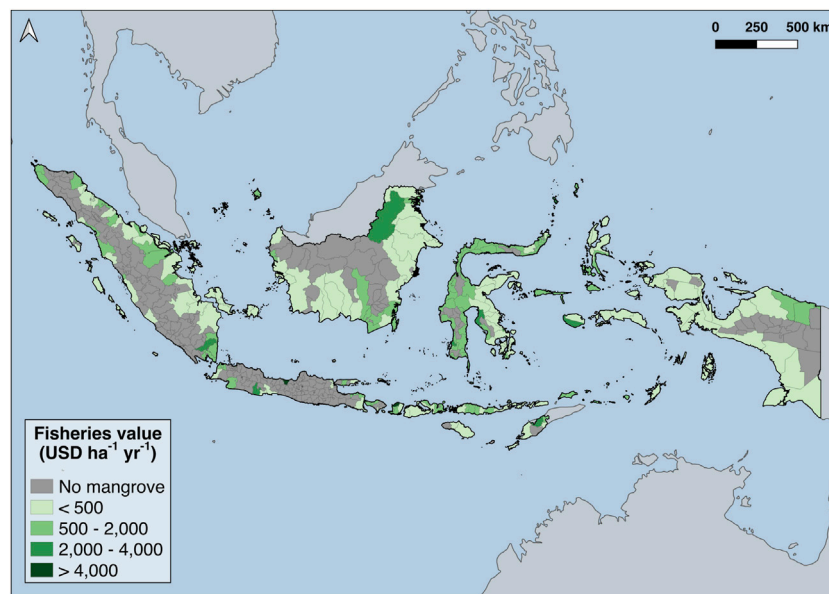 0 250 500 km
Fisheries value
(USD ha⁻¹ yr⁻¹)
No mangrove
< 500
500 - 2,000
2,000 - 4,000
> 4,000